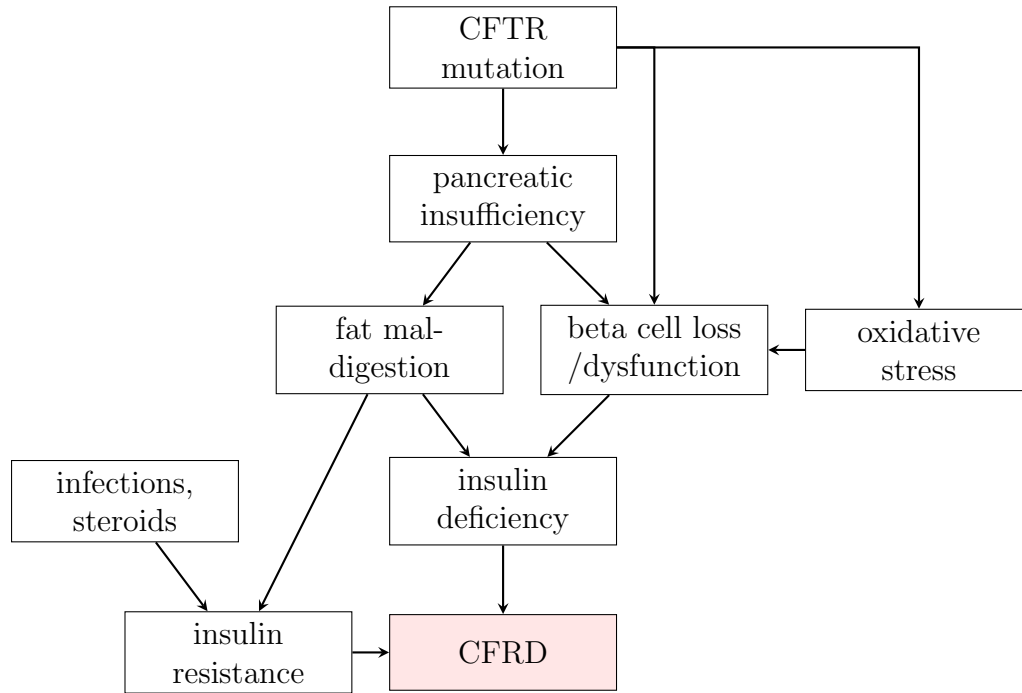 CFTR
mutation
pancreatic
insufficiency
fat mal-
digestion
beta cell loss
/dysfunction
oxidative
stress
infections,
steroids
insulin
deficiency
insulin
resistance
CFRD